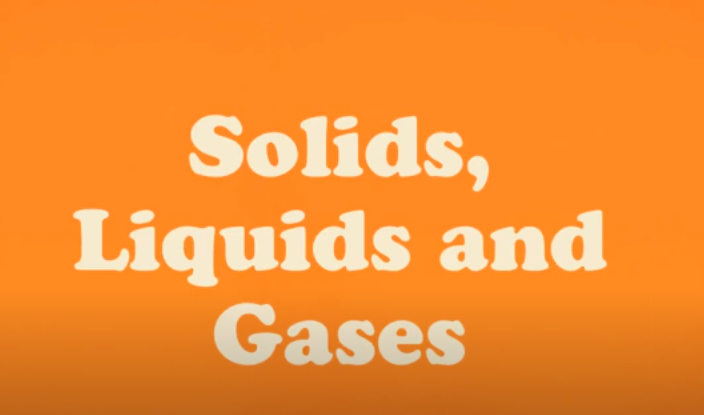 Solids,
Liquids and
Gases